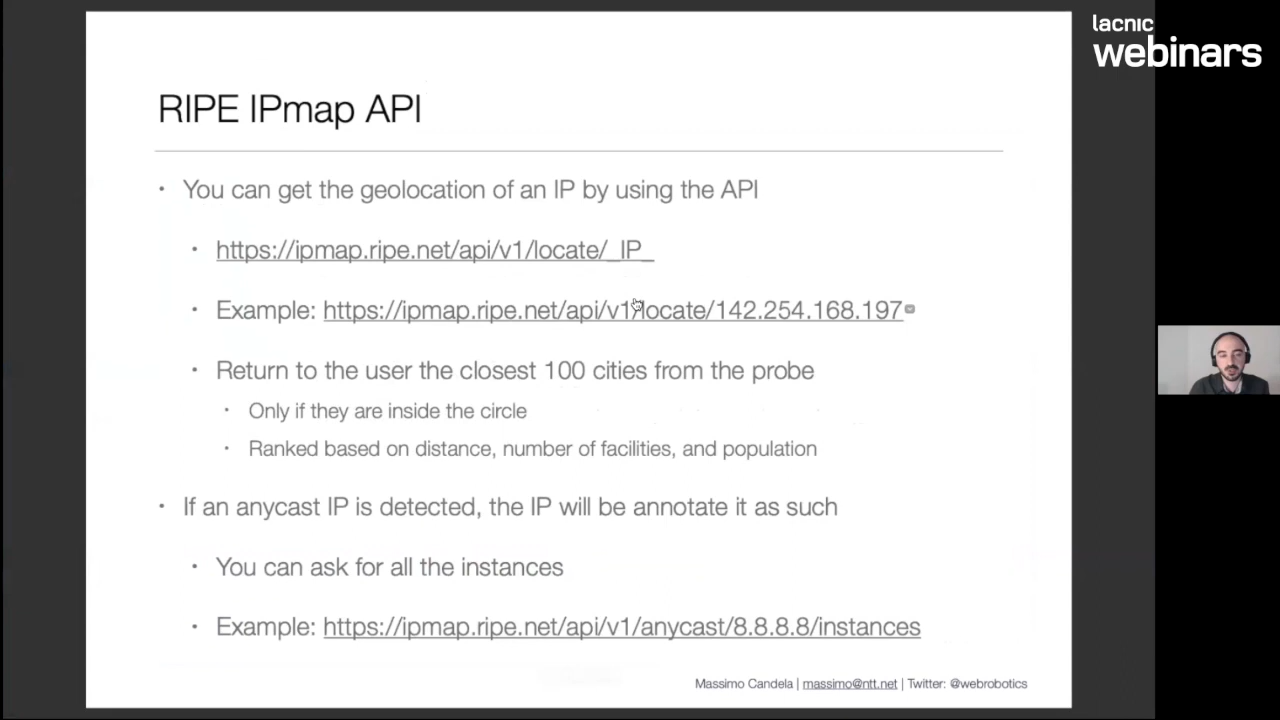 lacnic
webinars
RIPE IPmap API
• You can get the geolocation of an IP by using the API
• https://ipmap.ripe.net/api/v1/locate/_IP_
• Example: https://ipmap.ripe.net/api/v1/locate/142.254.168.197
• Return to the user the closest 100 cities from the probe
• Only if they are inside the circle
• Ranked based on distance, number of facilities, and population
• If an anycast IP is detected, the IP will be annotate it as such
• You can ask for all the instances
• Example: https://ipmap.ripe.net/api/v1/anycast/8.8.8.8/instances
Massimo Candela | massimo@ntt.net | Twitter: @webrobotics